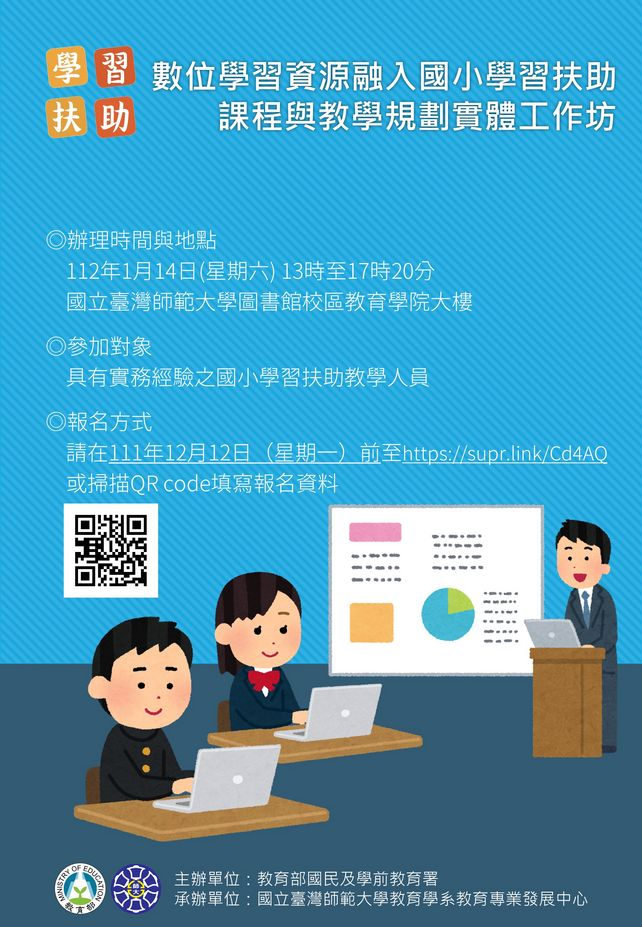 學習
扶助
數位學習資源融入國小學習扶助
課程與教學規劃實體工作坊
◎辦理時間與地點
112年1月14日(星期六) 13時至17時20分
國立臺灣師範大學圖書館校區教育學院大樓
◎參加對象
具有實務經驗之國小學習扶助教學人員
◎報名方式
請在111年12月12日（星期一）前至https://supr.link/Cd4AQ
或掃描QR code填寫報名資料
MINISTRY OF EDUCATION
教育部
師大
主辦單位：教育部國民及學前教育署
承辦單位：國立臺灣師範大學教育學系教育專業發展中心